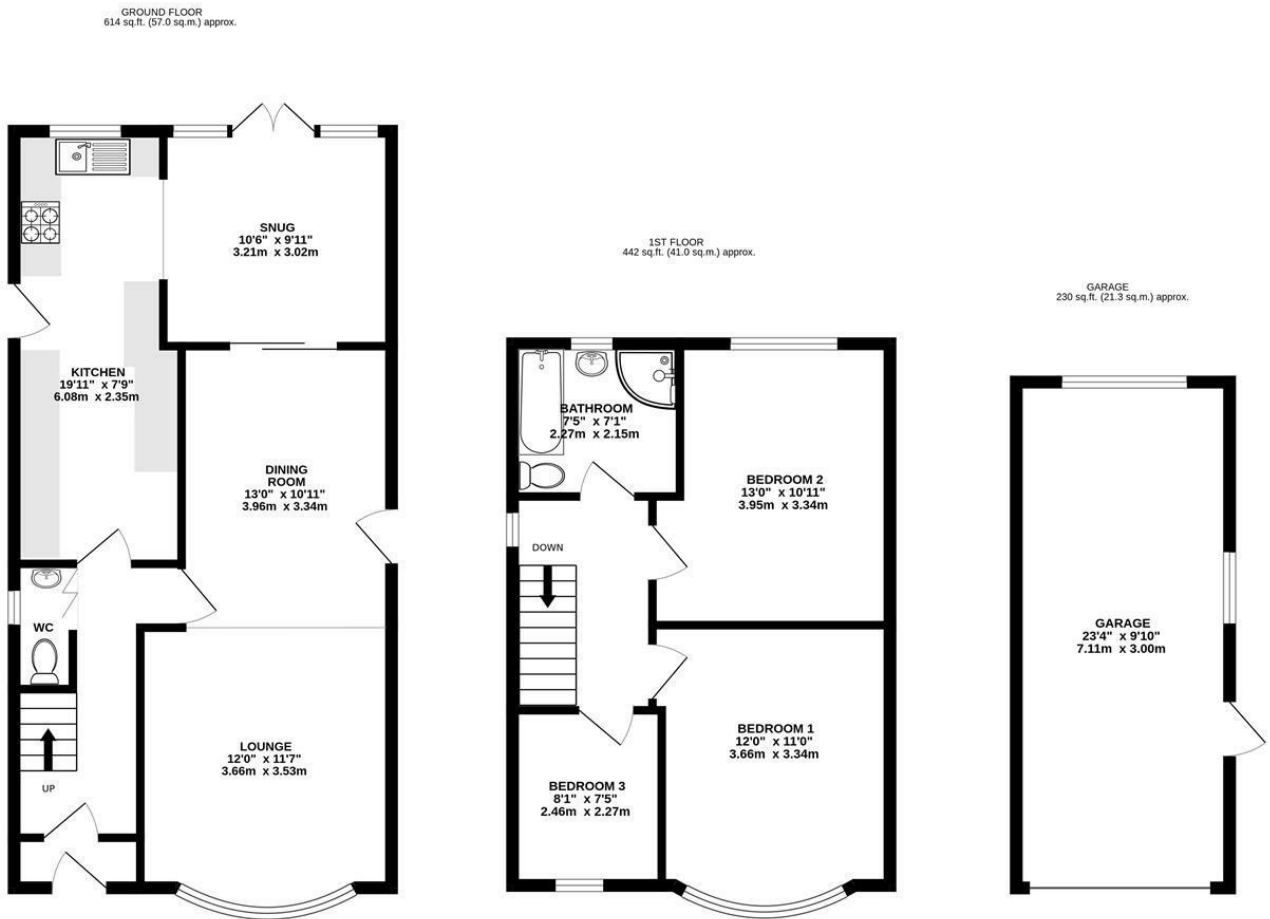 GROUND FLOOR
614 sq.ft. (57.0 sq.m.) approx.
SNUG
10'6" x 9'11"
3.21m x 3.02m
KITCHEN
19'11" x 7'9"
6.08m x 2.35m
DINING
ROOM
13'0" x 10'11"
3.96m x 3.34m
WC
LOUNGE
12'0" x 11'7"
3.66m x 3.53m
UP
1ST FLOOR
442 sq.ft. (41.0 sq.m.) approx.
BATHROOM
7'5" x 7'1"
2.27m x 2.15m
BEDROOM 2
13'0" x 10'11"
3.95m x 3.34m
DOWN
BEDROOM 1
12'0" x 11'0"
3.66m x 3.34m
BEDROOM 3
8'1" x 7'5"
2.46m x 2.27m
GARAGE
230 sq.ft. (21.3 sq.m.) approx.
GARAGE
23'4" x 9'10"
7.11m x 3.00m